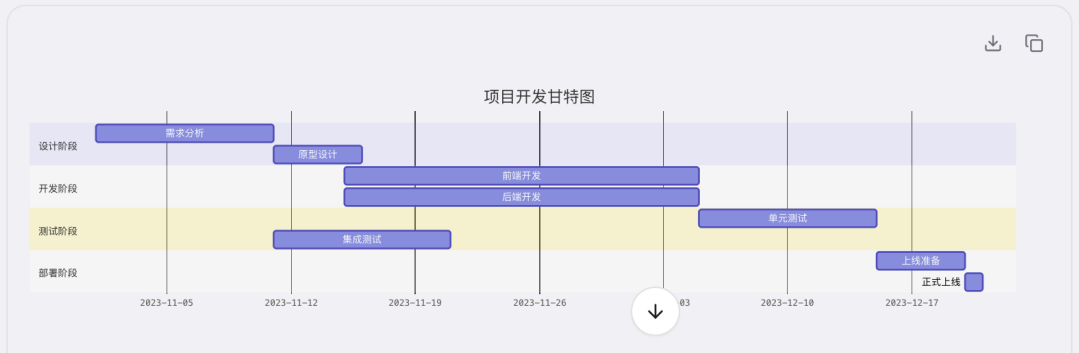 项目开发甘特图
需求分析
设计阶段
原型设计
前端开发
开发阶段
后端开发
单元测试
测试阶段
集成测试
上线准备
部署阶段
正式上线
2023-11-05 2023-11-12 2023-11-19 2023-11-26 03 2023-12-10 2023-12-17